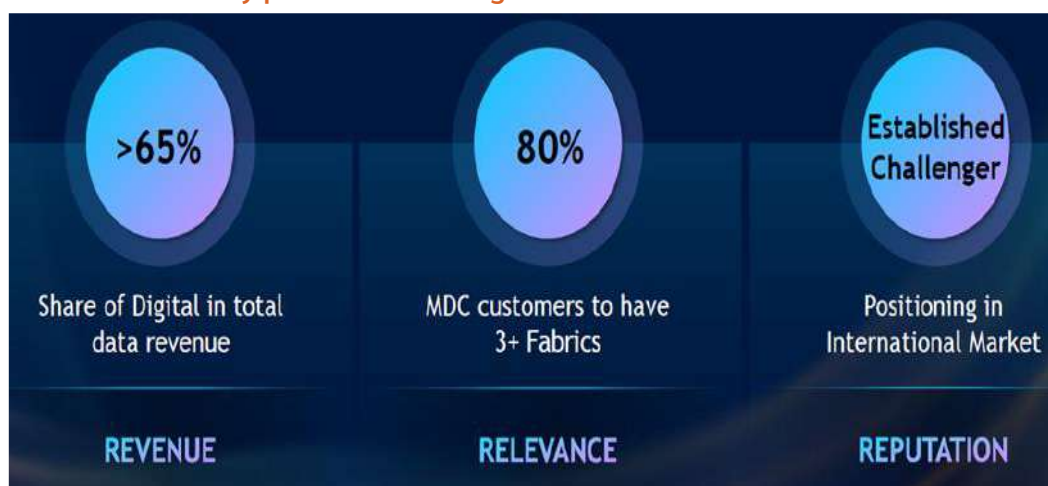 >65%
80%
Established
Challenger
Share of Digital in total
data revenue
MDC customers to have
3+ Fabrics
Positioning in
International Market
REVENUE
RELEVANCE
REPUTATION